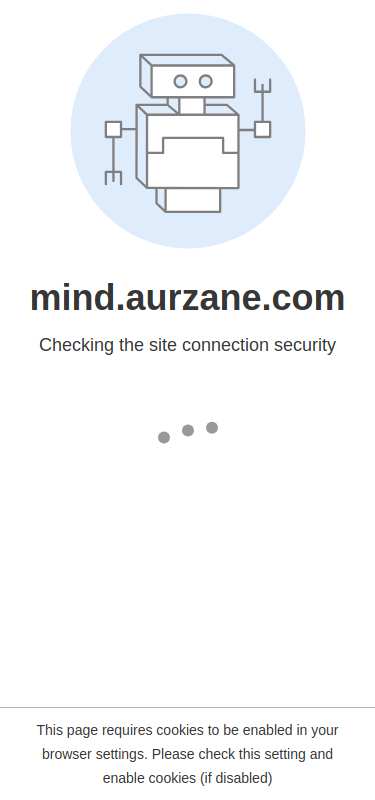 mind.aurzane.com
Checking the site connection security
This page requires cookies to be enabled in your
browser settings. Please check this setting and
enable cookies (if disabled)